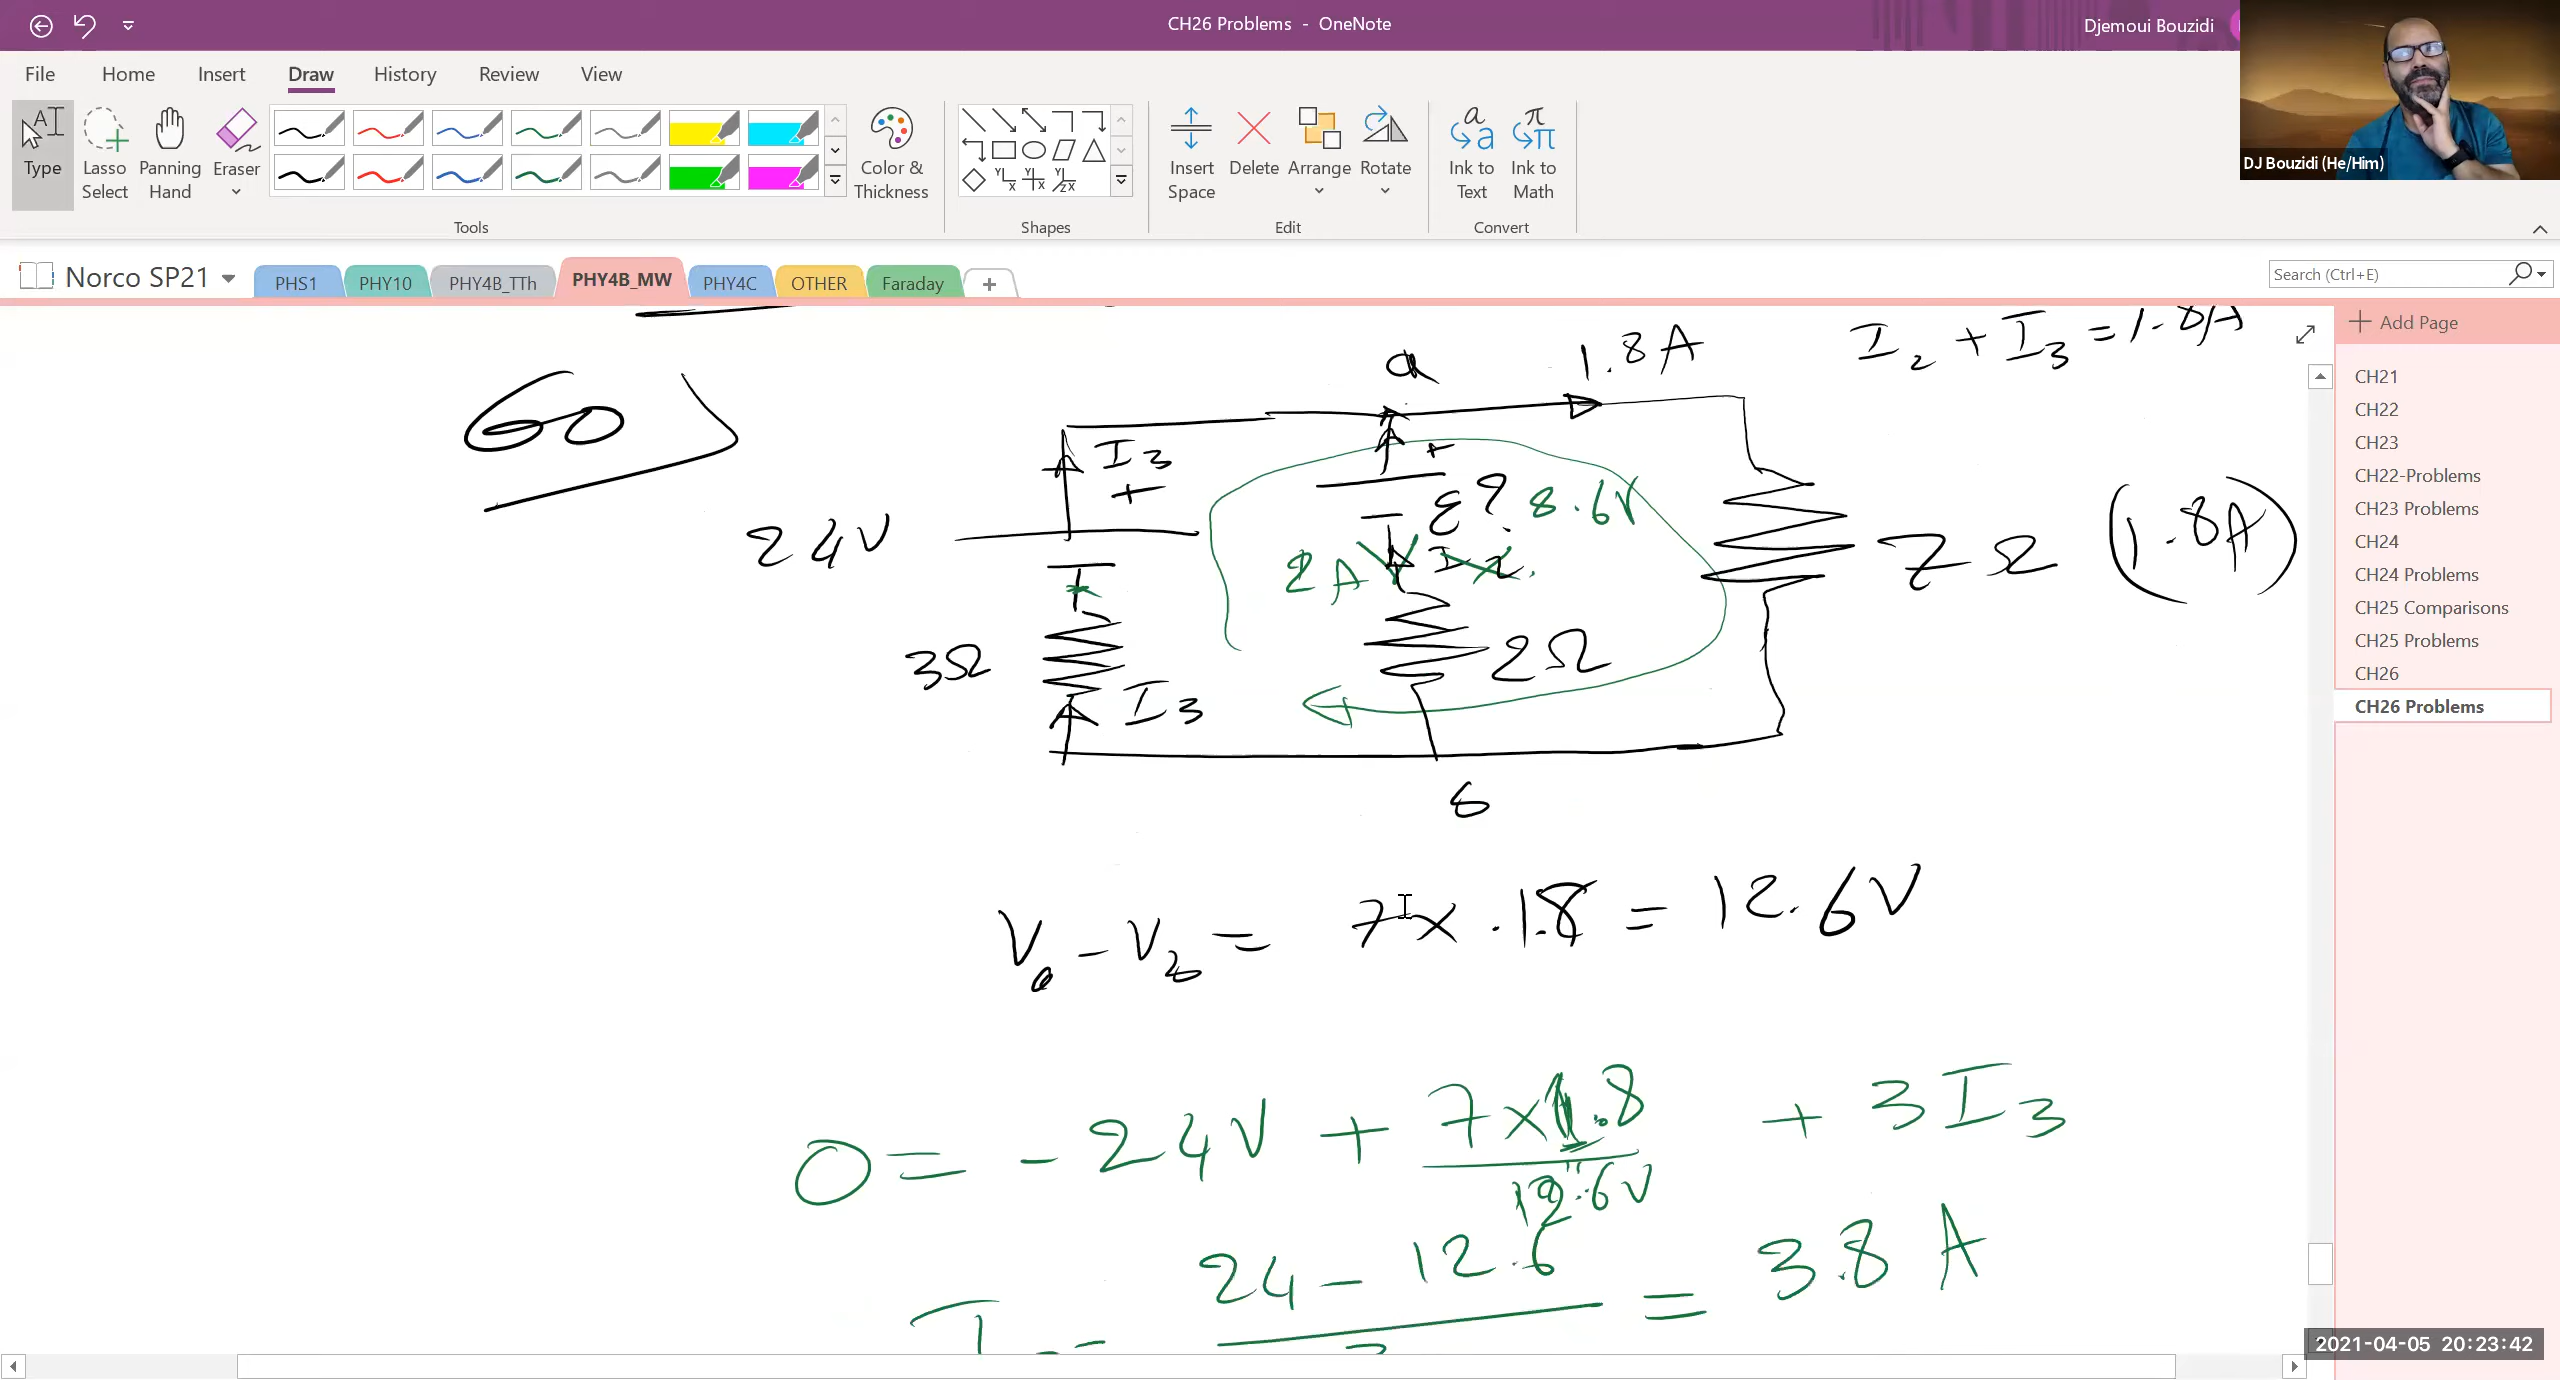 CH26 Problems - OneNote
Djemoui Bouzidi
File Home Insert Draw History Review View
Type
Lasso Select
Panning Hand
Eraser
Color & Thickness
Insert Space
Delete
Arrange
Rotate
Ink to Text
Ink to Math
Tools
Shapes
Edit
Convert
DJ Bouzidi (He/Him)
Norco SP21
PHS1 PHY10 PHY4B_TTh PHY4B_MW PHY4C OTHER Faraday
Search (Ctrl+E)
Add Page
CH21
CH22
CH23
CH22-Problems
CH23 Problems
CH24
CH24 Problems
CH25 Comparisons
CH25 Problems
CH26
CH26 Problems
60)
a
1.8A
I2 + I3 = 1.8A
I3
+
+
24V
ε? 8.6V
2A
I2
7Ω (1.8A)
3Ω
2Ω
I3
b
Va - Vb = 7 x .1.8 = 12.6V
0 = - 24V + 7x1.8 + 3I3
12.6V
24 - 12.6 = 3.8 A
2021-04-05 20:23:42